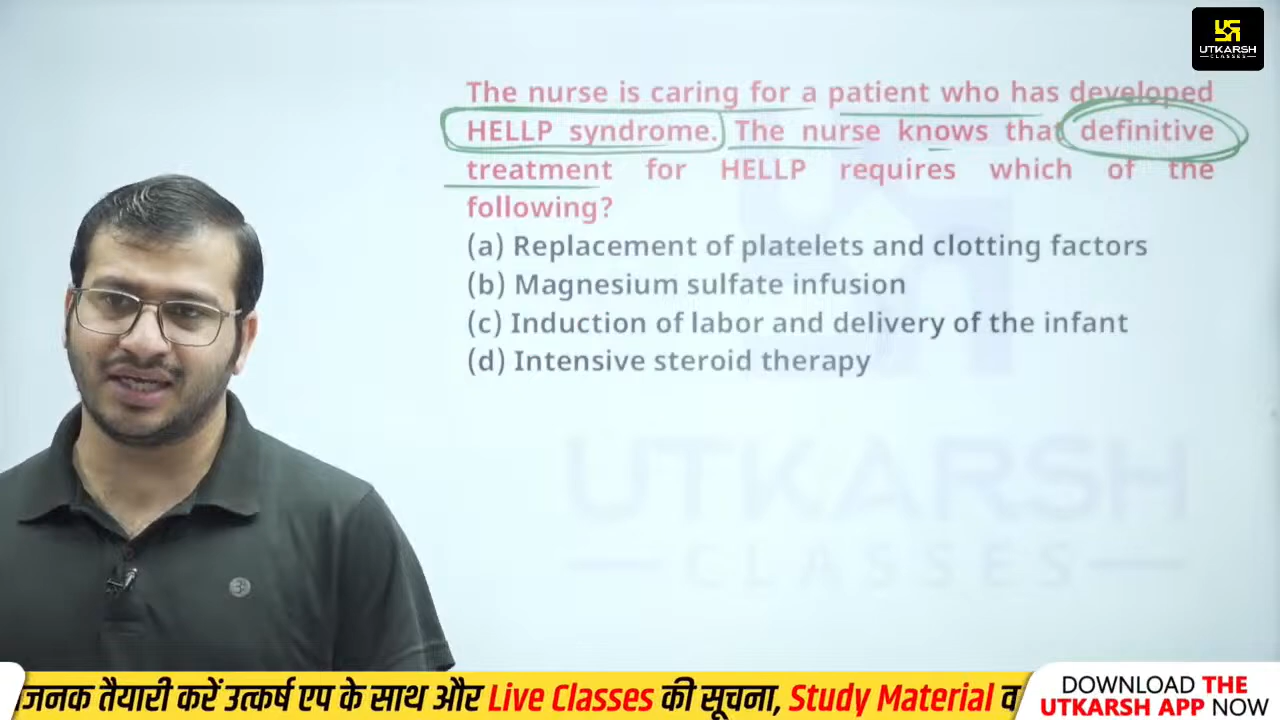 UTKARSH
CLASSES
The nurse is caring for a patient who has developed
HELLP syndrome. The nurse knows that definitive
treatment for HELLP requires which of the
following?
(a) Replacement of platelets and clotting factors
(b) Magnesium sulfate infusion
(c) Induction of labor and delivery of the infant
(d) Intensive steroid therapy
UTKARSH
CLASSES
जनक तैयारी करें उत्कर्ष एप के साथ और Live Classes की सूचना, Study Material
DOWNLOAD THE
UTKARSH APP NOW